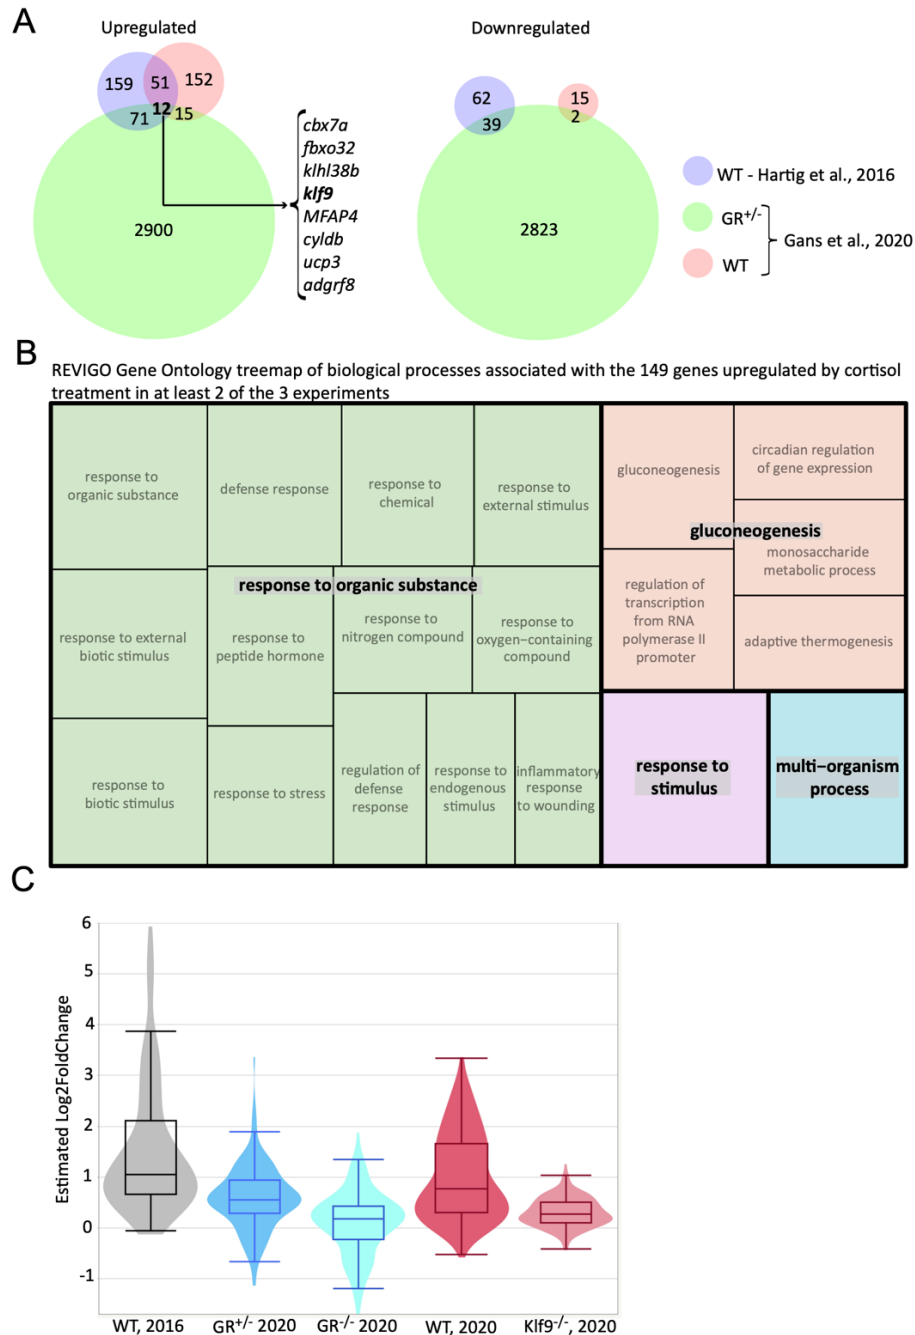 A
Upregulated
Downregulated
159
51
152
12
71
15
2900
cbx7a
fbxo32
klhl38b
klf9
MFAP4
cyldb
ucp3
adgrf8
62
39
15
2
2823
WT - Hartig et al., 2016
GR+/-
Gans et al., 2020
WT
B
REVIGO Gene Ontology treemap of biological processes associated with the 149 genes upregulated by cortisol
treatment in at least 2 of the 3 experiments
response to
organic substance
defense response
response to
chemical
response to
external stimulus
response to organic substance
response to external
biotic stimulus
response to
peptide hormone
response to
nitrogen compound
response to
oxygen−containing
compound
response to
biotic stimulus
response to stress
regulation of
defense
response
response to
endogenous
stimulus
inflammatory
response
to wounding
gluconeogenesis
circadian regulation
of gene expression
gluconeogenesis
monosaccharide
metabolic process
regulation of
transcription
from RNA
polymerase II
promoter
adaptive thermogenesis
response to
stimulus
multi−organism
process
C
Estimated Log2FoldChange
6
5
4
3
2
1
0
-1
WT, 2016
GR+/- 2020
GR-/- 2020
WT, 2020
Klf9-/-, 2020